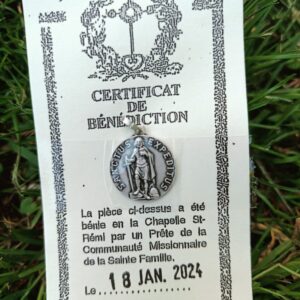 CERTIFICAT
DE
BÉNÉDICTION
EXPEDITUS
La pièce ci-dessus a été
bénie en la Chapelle St-
Rémi par un Prêtre de la
Communauté Missionnaire
de la Sainte Famille.
Le 18 JAN. 2024